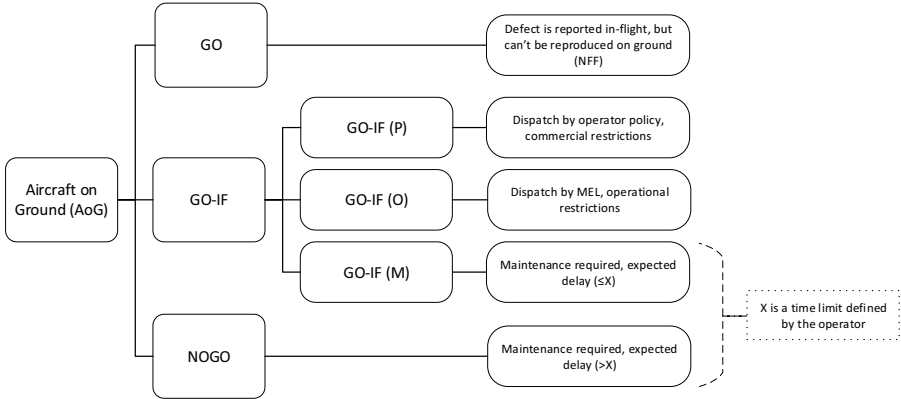 GO
Defect is reported in-flight, but
can't be reproduced on ground
(NFF)
GO-IF (P)
Dispatch by operator policy,
commercial restrictions
Aircraft on
Ground (AoG)
GO-IF
GO-IF (O)
Dispatch by MEL, operational
restrictions
GO-IF (M)
Maintenance required, expected
delay (≤X)
X is a time limit defined
by the operator
NOGO
Maintenance required, expected
delay (>X)